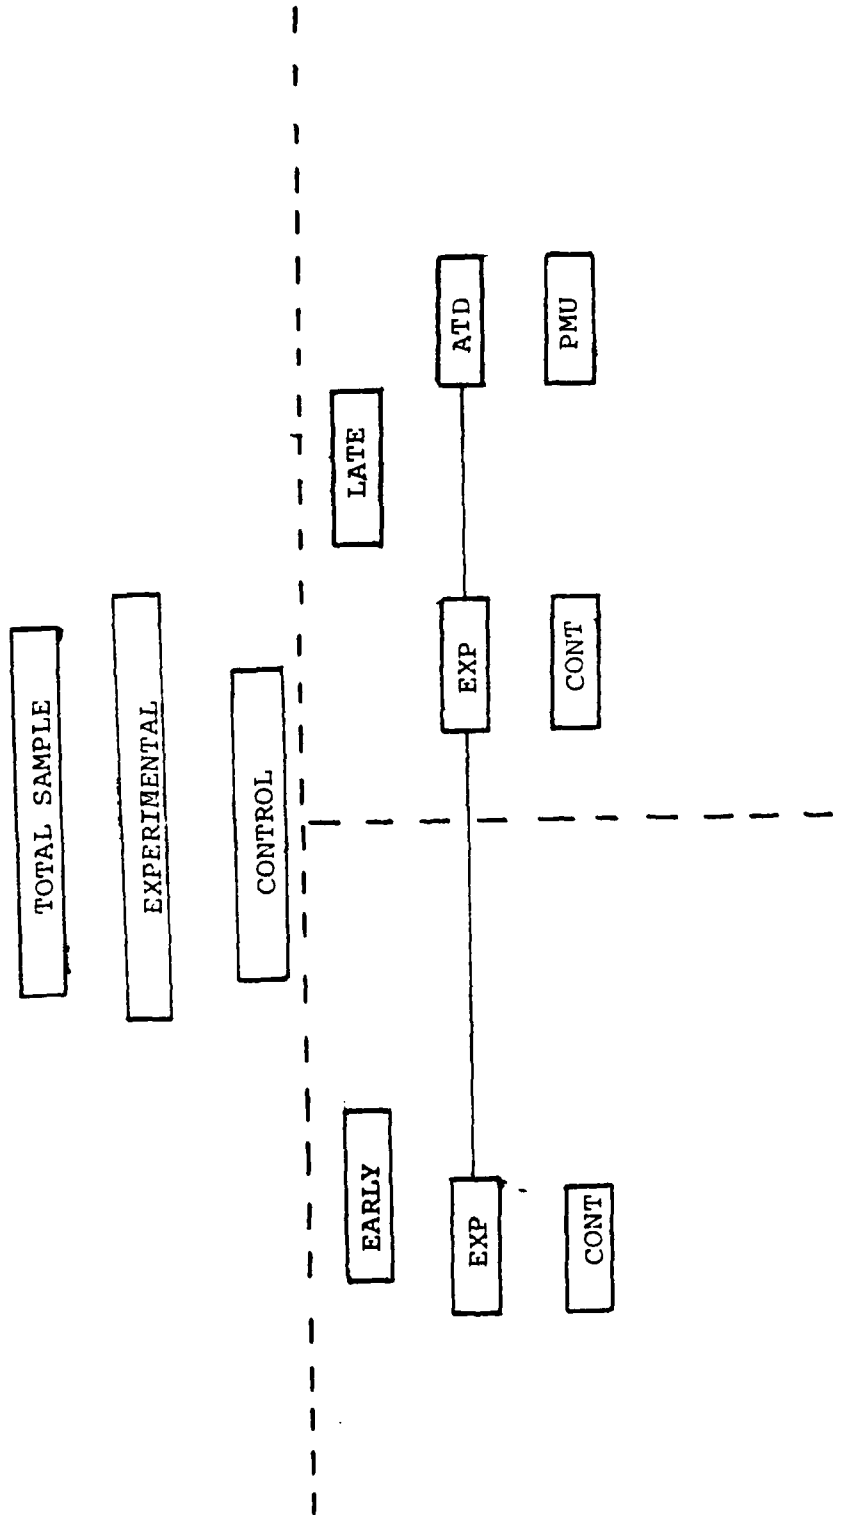 TOTAL SAMPLE
EXPERIMENTAL
CONTROL
EARLY
LATE
EXP
EXP
ATD
CONT
CONT
PMU